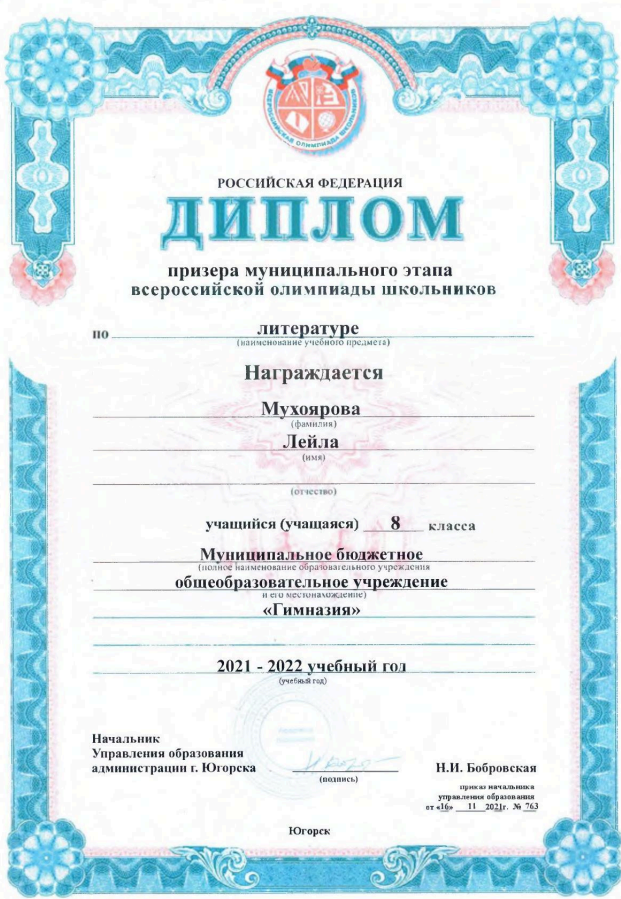 ВСЕРОССИЙСКАЯ ОЛИМПИАДА ШКОЛЬНИКОВ
РОССИЙСКАЯ ФЕДЕРАЦИЯ
ДИПЛОМ
призера муниципального этапа
всероссийской олимпиады школьников
по литературе
(наименование учебного предмета)
Награждается
Мухоярова
(фамилия)
Лейла
(имя)
(отчество)
учащийся (учащаяся) 8 класса
Муниципальное бюджетное
(полное наименование образовательного учреждения
общеобразовательное учреждение
и его местонахождение)
«Гимназия»
2021 - 2022 учебный год
(учебный год)
Начальник
Управления образования
администрации г. Югорска
(подпись)
Н.И. Бобровская
приказ начальника
управления образования
от «16» 11 2021г. № 763
Югорск